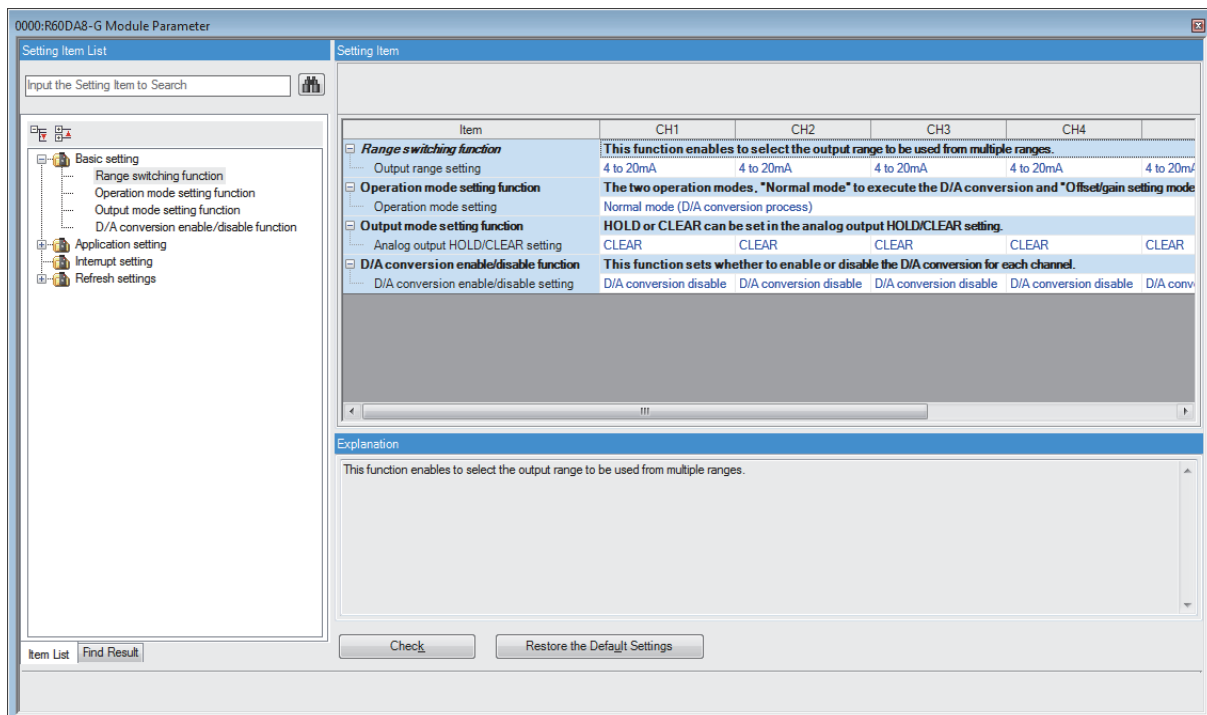 0000:R60DA8-G Module Parameter
Setting Item List
Input the Setting Item to Search
Basic setting
Range switching function
Operation mode setting function
Output mode setting function
D/A conversion enable/disable function
Application setting
Interrupt setting
Refresh settings
Item List Find Result
Setting Item
Item CH1 CH2 CH3 CH4
Range switching function This function enables to select the output range to be used from multiple ranges.
Output range setting 4 to 20mA 4 to 20mA 4 to 20mA 4 to 20mA 4 to 20mA
Operation mode setting function The two operation modes, "Normal mode" to execute the D/A conversion and "Offset/gain setting mode
Operation mode setting Normal mode (D/A conversion process)
Output mode setting function HOLD or CLEAR can be set in the analog output HOLD/CLEAR setting.
Analog output HOLD/CLEAR setting CLEAR CLEAR CLEAR CLEAR CLEAR
D/A conversion enable/disable function This function sets whether to enable or disable the D/A conversion for each channel.
D/A conversion enable/disable setting D/A conversion disable D/A conversion disable D/A conversion disable D/A conversion disable D/A conv
Explanation
This function enables to select the output range to be used from multiple ranges.
Check Restore the Default Settings